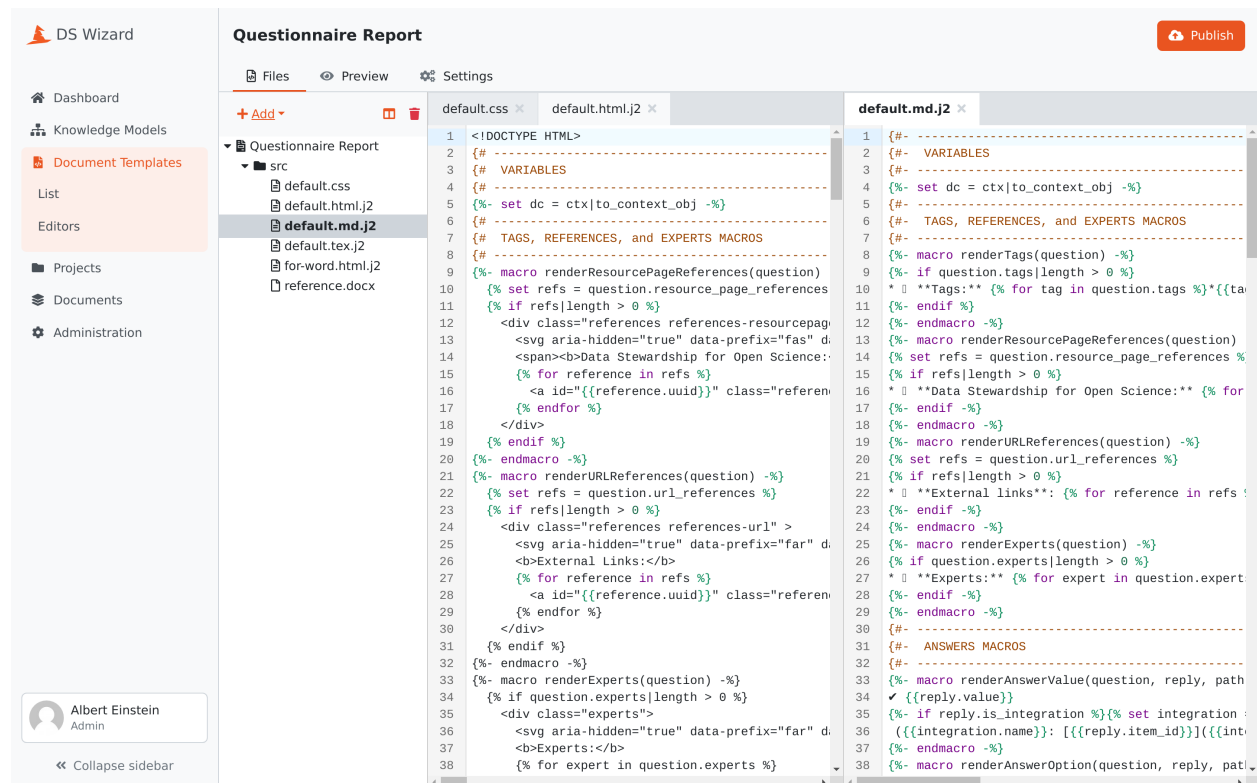 DS Wizard
Dashboard
Knowledge Models
Document Templates
List
Editors
Projects
Documents
Administration
Albert Einstein
Admin
Collapse sidebar
Questionnaire Report
Publish
Files
Preview
Settings
Add
Questionnaire Report
src
default.css
default.html.j2
default.md.j2
default.tex.j2
for-word.html.j2
reference.docx
default.css
default.html.j2
1 <!DOCTYPE HTML>
2 {# ----------------------------------------------
3 {#  VARIABLES
4 {# ----------------------------------------------
5 {%- set dc = ctx|to_context_obj -%}
6 {# ----------------------------------------------
7 {#  TAGS, REFERENCES, and EXPERTS MACROS
8 {# ----------------------------------------------
9 {%- macro renderResourcePageReferences(question)
10   {% set refs = question.resource_page_references
11   {% if refs|length > 0 %}
12     <div class="references references-resourcepag
13       <svg aria-hidden="true" data-prefix="fas" da
14       <span><b>Data Stewardship for Open Science:
15       {% for reference in refs %}
16         <a id="{{reference.uuid}}" class="referen
17       {% endfor %}
18     </div>
19   {% endif %}
20 {%- endmacro -%}
21 {%- macro renderURLReferences(question) -%}
22   {% set refs = question.url_references %}
23   {% if refs|length > 0 %}
24     <div class="references references-url" >
25       <svg aria-hidden="true" data-prefix="far" da
26       <b>External Links:</b>
27       {% for reference in refs %}
28         <a id="{{reference.uuid}}" class="referen
29       {% endfor %}
30     </div>
31   {% endif %}
32 {%- endmacro -%}
33 {%- macro renderExperts(question) -%}
34   {% if question.experts|length > 0 %}
35     <div class="experts">
36       <svg aria-hidden="true" data-prefix="far" da
37       <b>Experts:</b>
38       {% for expert in question.experts %}
default.md.j2
1 {#- ---------------------------------------------
2 {#-  VARIABLES
3 {#- ---------------------------------------------
4 {%- set dc = ctx|to_context_obj -%}
5 {#- ---------------------------------------------
6 {#-  TAGS, REFERENCES, and EXPERTS MACROS
7 {#- ---------------------------------------------
8 {%- macro renderTags(question) -%}
9 {%- if question.tags|length > 0 %}
10 * **Tags:** {% for tag in question.tags %}*{{ta
11 {%- endif %}
12 {%- endmacro -%}
13 {%- macro renderResourcePageReferences(question)
14 {% set refs = question.resource_page_references %
15 {% if refs|length > 0 %}
16 * **Data Stewardship for Open Science:** {% for
17 {%- endif -%}
18 {%- endmacro -%}
19 {%- macro renderURLReferences(question) -%}
20 {% set refs = question.url_references %}
21 {% if refs|length > 0 %}
22 * **External links**: {% for reference in refs %
23 {%- endif -%}
24 {%- endmacro -%}
25 {%- macro renderExperts(question) -%}
26 {% if question.experts|length > 0 %}
27 * **Experts:** {% for expert in question.expert
28 {%- endif -%}
29 {%- endmacro -%}
30 {#- ---------------------------------------------
31 {#-  ANSWERS MACROS
32 {#- ---------------------------------------------
33 {%- macro renderAnswerValue(question, reply, path
34 ✔ {{reply.value}}
35 {%- if reply.is_integration %}{% set integration =
36  ({{integration.name}}: [{{reply.item_id}}]({{inte
37 {%- endmacro -%}
38 {%- macro renderAnswerOption(question, reply, pat